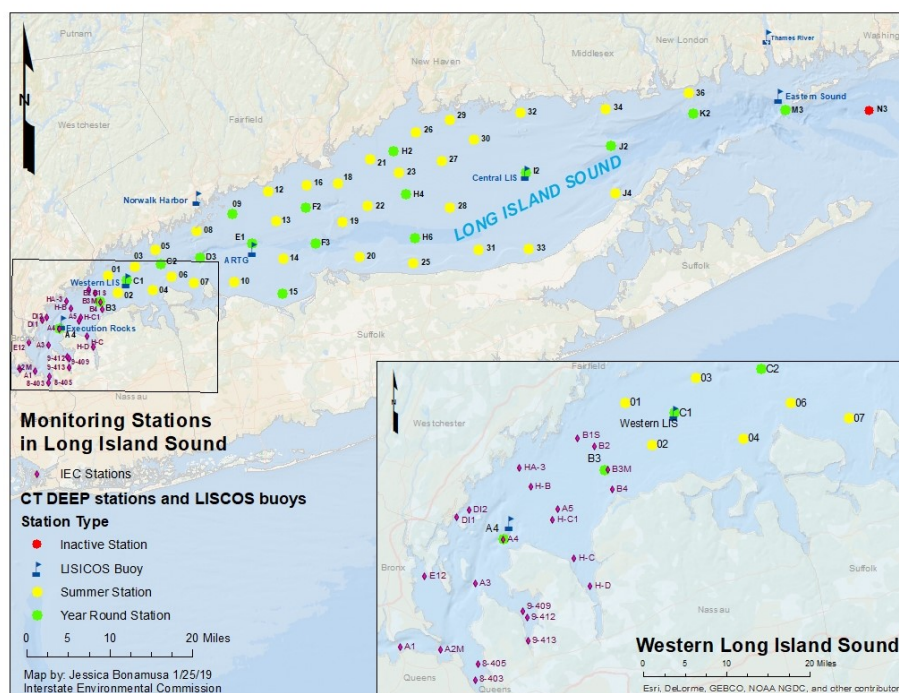 Putnam
Middlesex
New London
Washing
Thames River
New Haven
N
Westchester
Fairfield
36
Eastern Sound
32
34
M3
N3
29
K2
26
30
H2
J2
21
27
I2
Central LIS
23
12
16
18
H4
J4
Norwalk Harbor
09
F2
22
28
LONG ISLAND SOUND
13
19
08
E1
F3
H6
05
ARTG
31
33
03
C2
D3
14
20
25
Suffolk
01
Western LIS
C1
06
07
10
02
04
15
B2
B1S
HA-3
B3M
H-B
B4
B3
DI2
DI1
A5
H-C1
A4
Execution Rocks
A4
Suffolk
Bronx
E12
A3
H-C
H-D
9-412
9-409
A2M
A1
9-413
8-403
8-405
Nassau
Monitoring Stations
in Long Island Sound
IEC Stations
CT DEEP stations and LISCOS buoys
Station Type
Inactive Station
LISICOS Buoy
Summer Station
Year Round Station
0 5 10 20 Miles
Map by: Jessica Bonamusa 1/25/19
Interstate Environmental Commission
Fairfield
C2
03
Westchester
01
06
C1
Western LIS
07
B1S
B2
02
04
B3
HA-3
B3M
H-B
B4
DI2
A5
DI1
H-C1
A4
A4
H-C
Bronx
Suffolk
E12
A3
H-D
9-409
9-412
Nassau
9-413
A1
A2M
Western Long Island Sound
8-405
8-403
Queens
Queens
0 5 10 20 Miles
Esri, DeLorme, GEBCO, NOAA NGDC, and other contributor